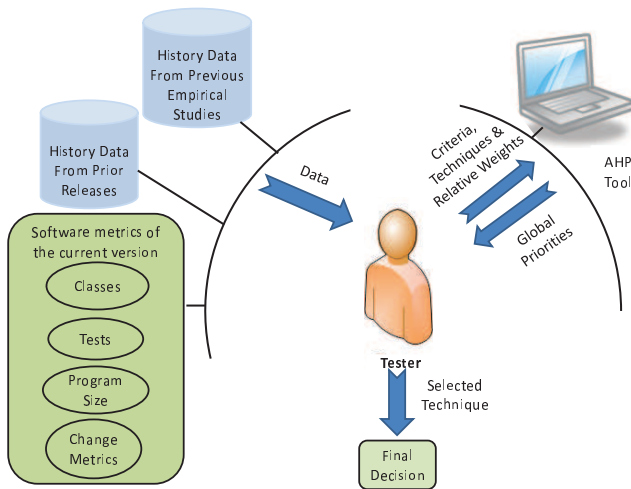 History Data
From Previous
Empirical
Studies
History Data
From Prior
Releases
Software metrics of
the current version
Classes
Tests
Program
Size
Change
Metrics
Data
Criteria,
Techniques &
Relative Weights
Global
Priorities
AHP
Tool
Tester
Selected
Technique
Final
Decision